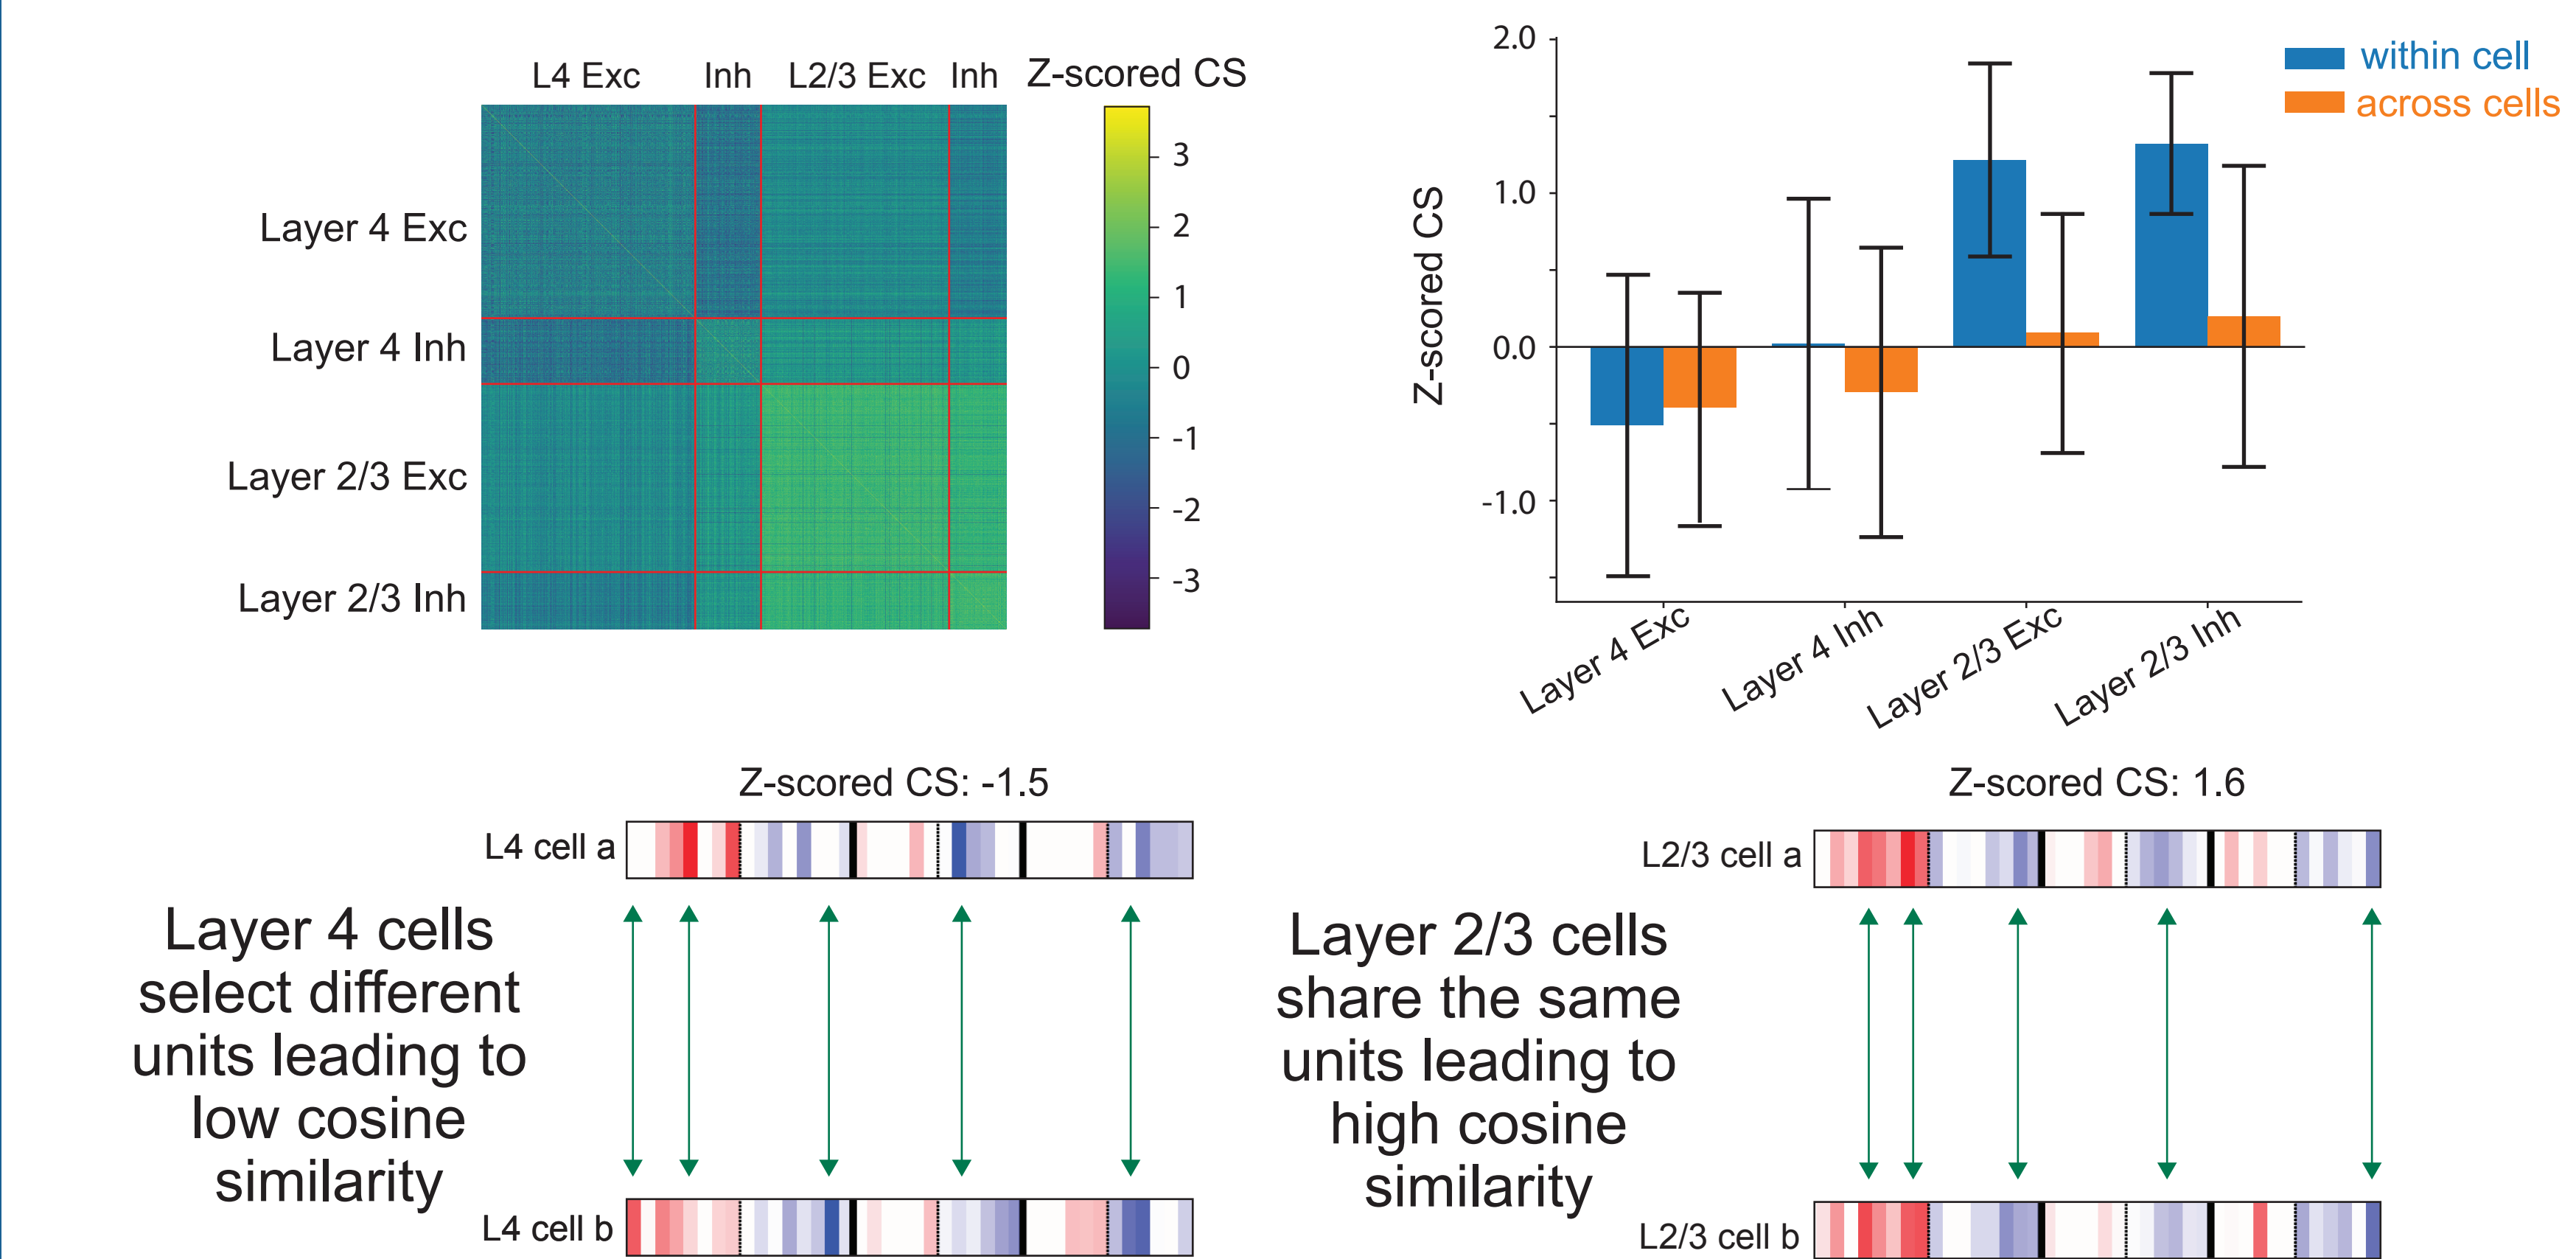 L4 Exc Inh L2/3 Exc Inh Z-scored CS
Layer 4 Exc
Layer 4 Inh
Layer 2/3 Exc
Layer 2/3 Inh
3
2
1
0
-1
-2
-3
within cell
across cells
Z-scored CS
2.0
1.0
0.0
-1.0
Layer 4 Exc
Layer 4 Inh
Layer 2/3 Exc
Layer 2/3 Inh
Z-scored CS: -1.5
L4 cell a
Layer 4 cells
select different
units leading to
low cosine
similarity
L4 cell b
Z-scored CS: 1.6
L2/3 cell a
Layer 2/3 cells
share the same
units leading to
high cosine
similarity
L2/3 cell b